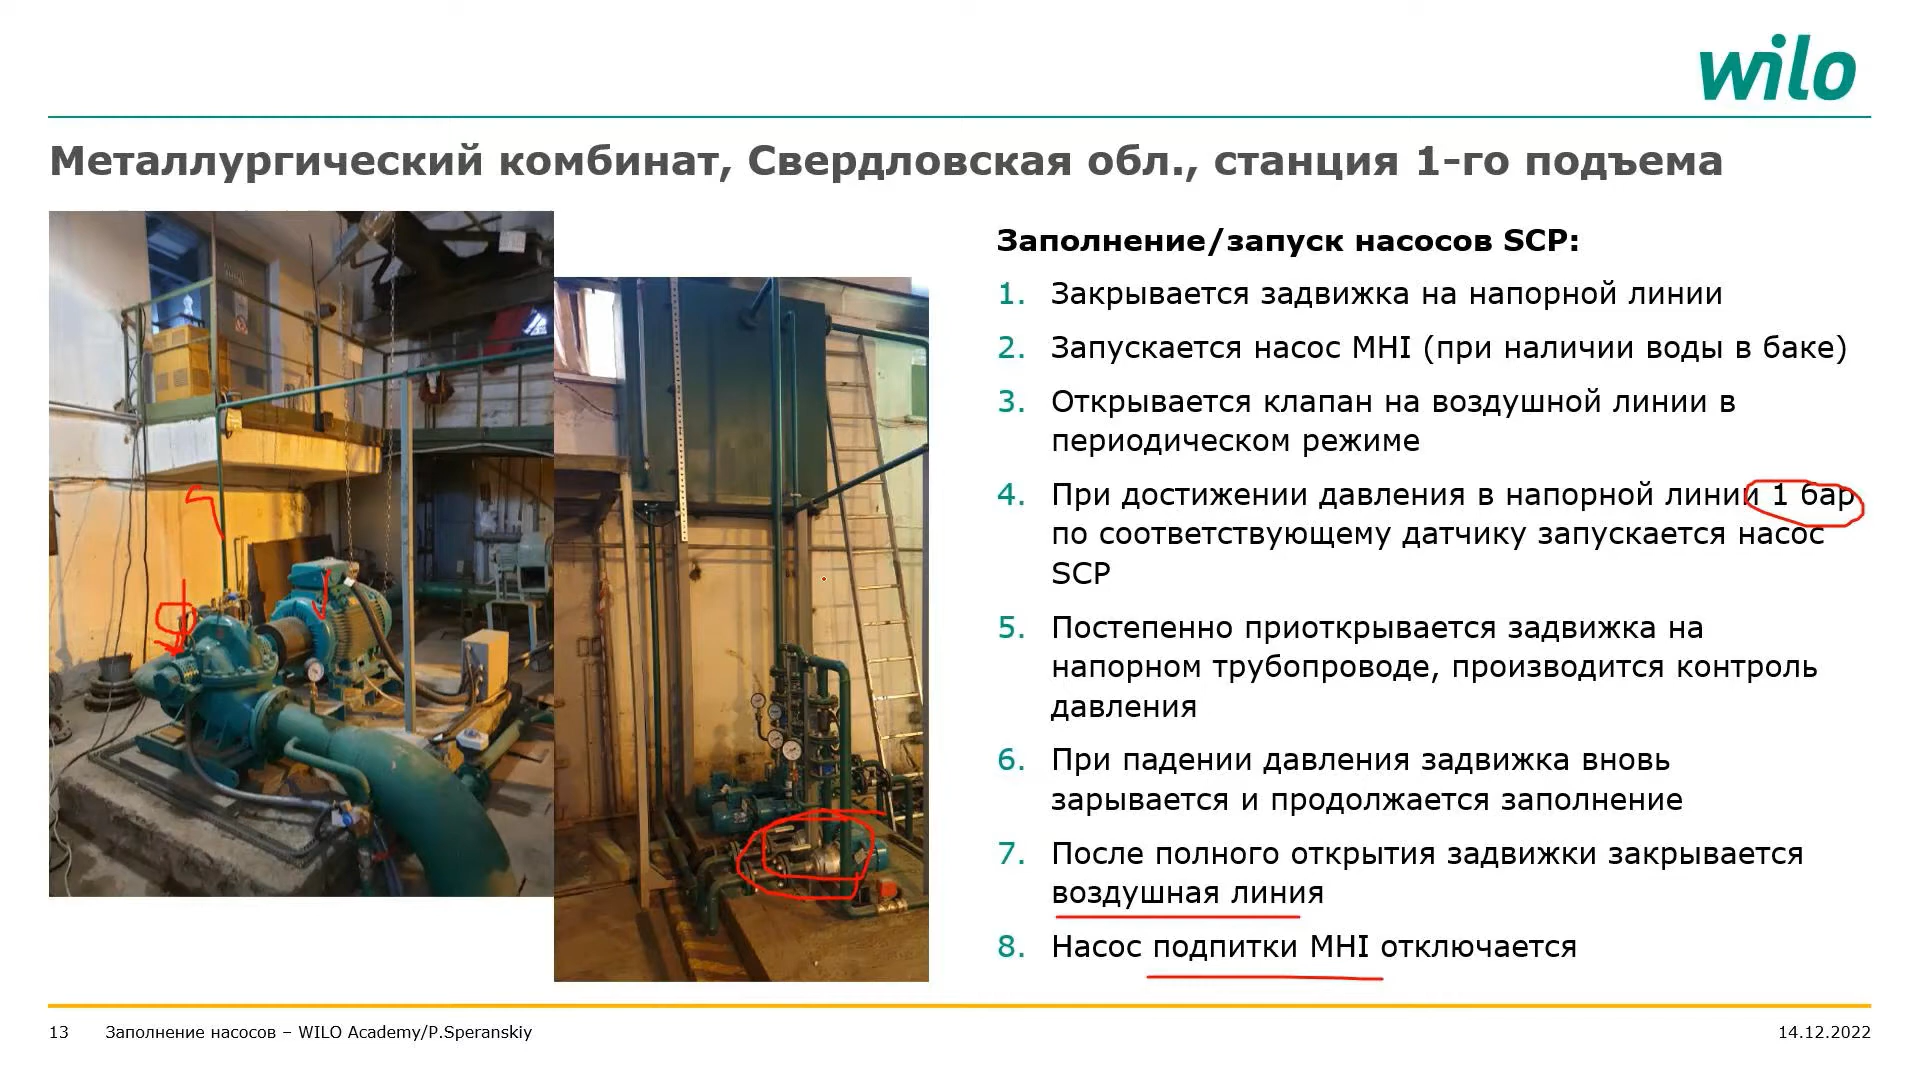 wilo
Металлургический комбинат, Свердловская обл., станция 1-го подъема
Заполнение/запуск насосов SCP:
1. Закрывается задвижка на напорной линии
2. Запускается насос MHI (при наличии воды в баке)
3. Открывается клапан на воздушной линии в
периодическом режиме
4. При достижении давления в напорной линии 1 бар
по соответствующему датчику запускается насос
SCP
5. Постепенно приоткрывается задвижка на
напорном трубопроводе, производится контроль
давления
6. При падении давления задвижка вновь
зарывается и продолжается заполнение
7. После полного открытия задвижки закрывается
воздушная линия
8. Насос подпитки MHI отключается
13 Заполнение насосов – WILO Academy/P.Speranskiy
14.12.2022